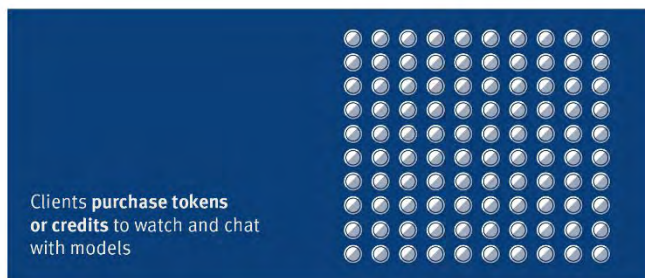 Clients purchase tokens
or credits to watch and chat
with models